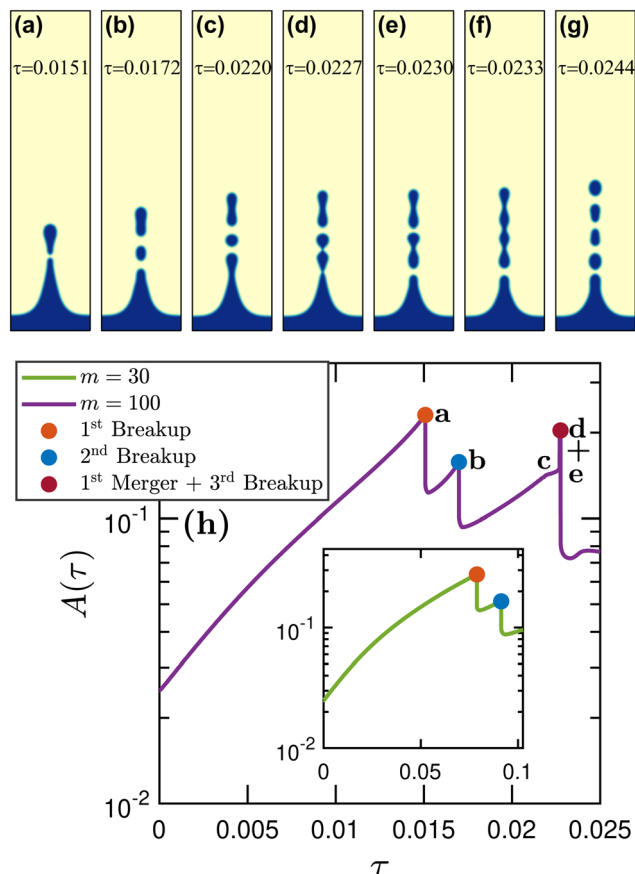 (a) (b) (c) (d) (e) (f) (g)
τ=0.0151 τ=0.0172 τ=0.0220 τ=0.0227 τ=0.0230 τ=0.0233 τ=0.0244
m = 30
m = 100
1st Breakup
2nd Breakup
1st Merger + 3rd Breakup
a
b
c
d
+
e
(h)
A(τ)
10⁻¹
10⁻²
10⁻¹
10⁻²
0 0.05 0.1
0 0.005 0.01 0.015 0.02 0.025
τ